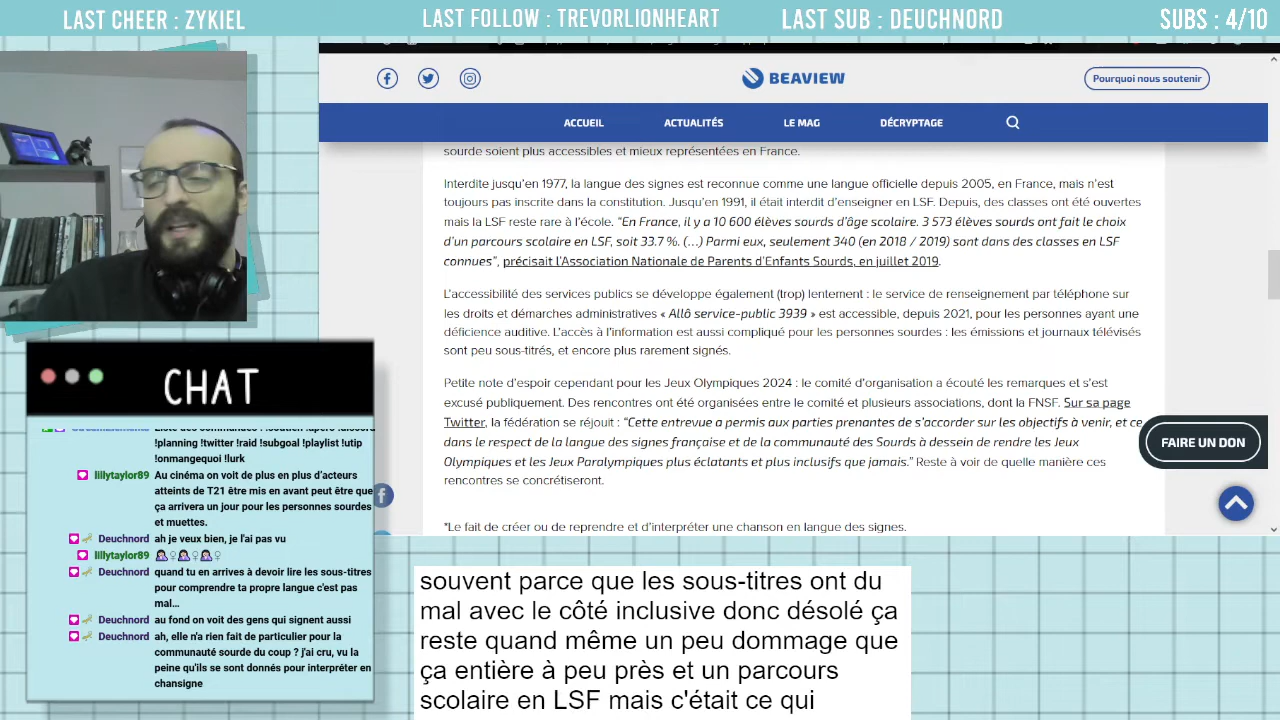 LAST CHEER : ZYKIEL
LAST FOLLOW : TREVORLIONHEART
LAST SUB : DEUCHNORD
SUBS : 4/10
BEAVIEW
Pourquoi nous soutenir
ACCUEIL
ACTUALITÉS
LE MAG
DÉCRYPTAGE
sourde soient plus accessibles et mieux représentées en France.
Interdite jusqu'en 1977, la langue des signes est reconnue comme une langue officielle depuis 2005, en France, mais n'est
toujours pas inscrite dans la constitution. Jusqu'en 1991, il était interdit d'enseigner en LSF. Depuis, des classes ont été ouvertes
mais la LSF reste rare à l'école. "En France, il y a 10 600 élèves sourds d'âge scolaire. 3 573 élèves sourds ont fait le choix
d'un parcours scolaire en LSF, soit 33.7 %. (…) Parmi eux, seulement 340 (en 2018 / 2019) sont dans des classes en LSF
connues", précisait l'Association Nationale de Parents d'Enfants Sourds, en juillet 2019.
L'accessibilité des services publics se développe également (trop) lentement : le service de renseignement par téléphone sur
les droits et démarches administratives « Allô service-public 3939 » est accessible, depuis 2021, pour les personnes ayant une
déficience auditive. L'accès à l'information est aussi compliqué pour les personnes sourdes : les émissions et journaux télévisés
sont peu sous-titrés, et encore plus rarement signés.
Petite note d'espoir cependant pour les Jeux Olympiques 2024 : le comité d'organisation a écouté les remarques et s'est
excusé publiquement. Des rencontres ont été organisées entre le comité et plusieurs associations, dont la FNSF. Sur sa page
Twitter, la fédération se réjouit : "Cette entrevue a permis aux parties prenantes de s'accorder sur les objectifs à venir, et ce
dans le respect de la langue des signes française et de la communauté des Sourds à dessein de rendre les Jeux
Olympiques et les Jeux Paralympiques plus éclatants et plus inclusifs que jamais." Reste à voir de quelle manière ces
rencontres se concrétiseront.
*Le fait de créer ou de reprendre et d'interpréter une chanson en langue des signes.
FAIRE UN DON
CHAT
!planning !twitter !raid !subgoal !playlist !utip
!onmangequoi !lurk
lillytaylor89 Au cinéma on voit de plus en plus d'acteurs
atteints de T21 être mis en avant peut être que
ça arrivera un jour pour les personnes sourdes
et muettes.
Deuchnord ah je veux bien, je l'ai pas vu
lillytaylor89 🤦🏻‍♀🤦🏻‍♀🤦🏻‍♀
Deuchnord quand tu en arrives à devoir lire les sous-titres
pour comprendre ta propre langue c'est pas
mal…
Deuchnord au fond on voit des gens qui signent aussi
Deuchnord ah, elle n'a rien fait de particulier pour la
communauté sourde du coup ? j'ai cru, vu la
peine qu'ils se sont donnés pour interpréter en
chansigne
souvent parce que les sous-titres ont du
mal avec le côté inclusive donc désolé ça
reste quand même un peu dommage que
ça entière à peu près et un parcours
scolaire en LSF mais c'était ce qui